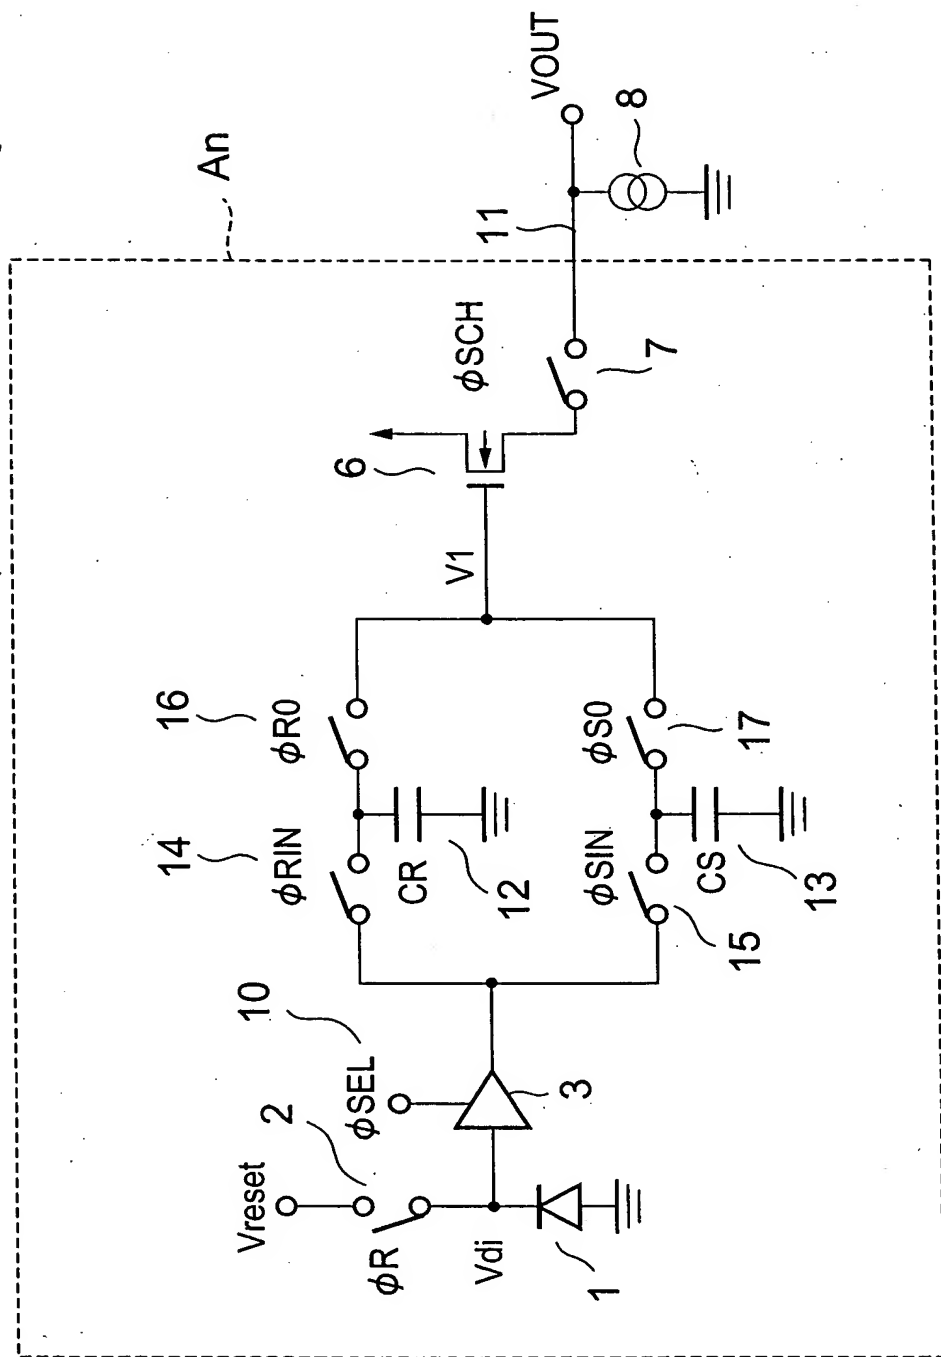 An
VOUT
8
11
φSCH
7
6
V1
16
φR0
φS0
17
14
φRIN
CR
12
φSIN
CS
13
15
10
φSEL
3
2
Vreset
φR
Vdi
1